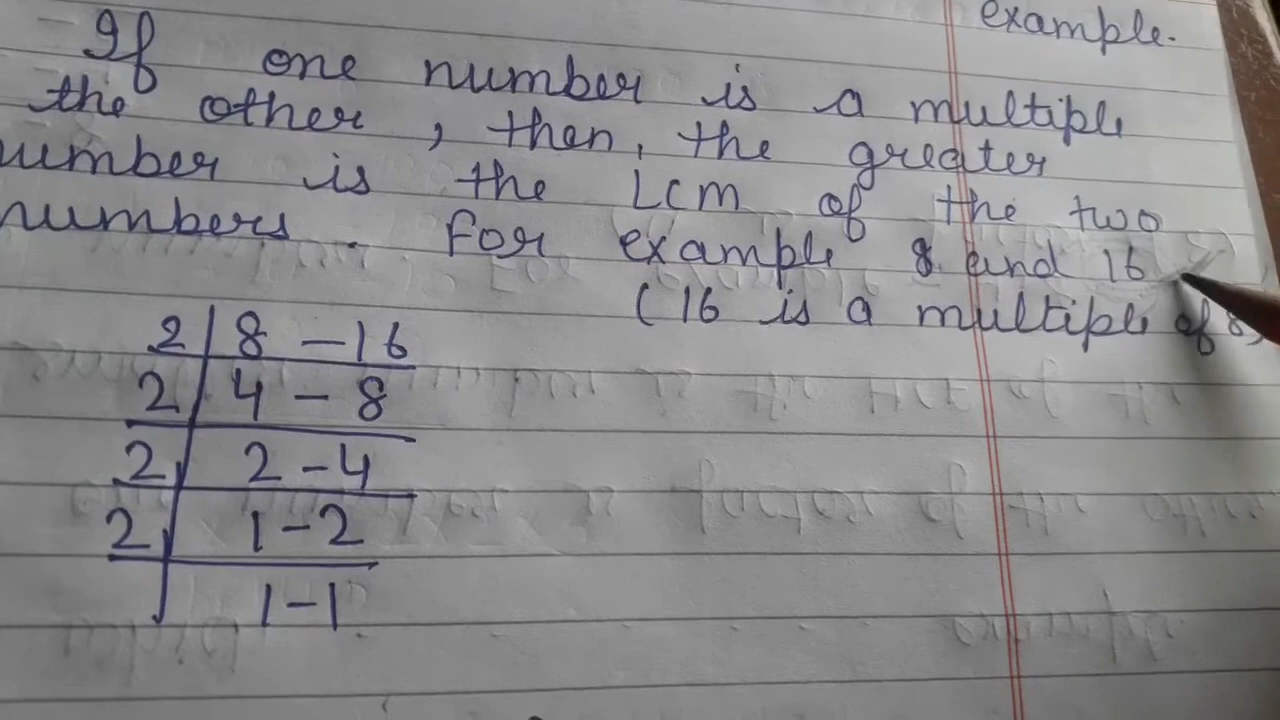 example.
If one number is a multiple
the other, then, the greater
number is the LCM of the two
numbers. For example 8 and 16
(16 is a multiple of 8)
2 | 8 - 16
2 | 4 - 8
2 | 2 - 4
2 | 1 - 2
| 1 - 1